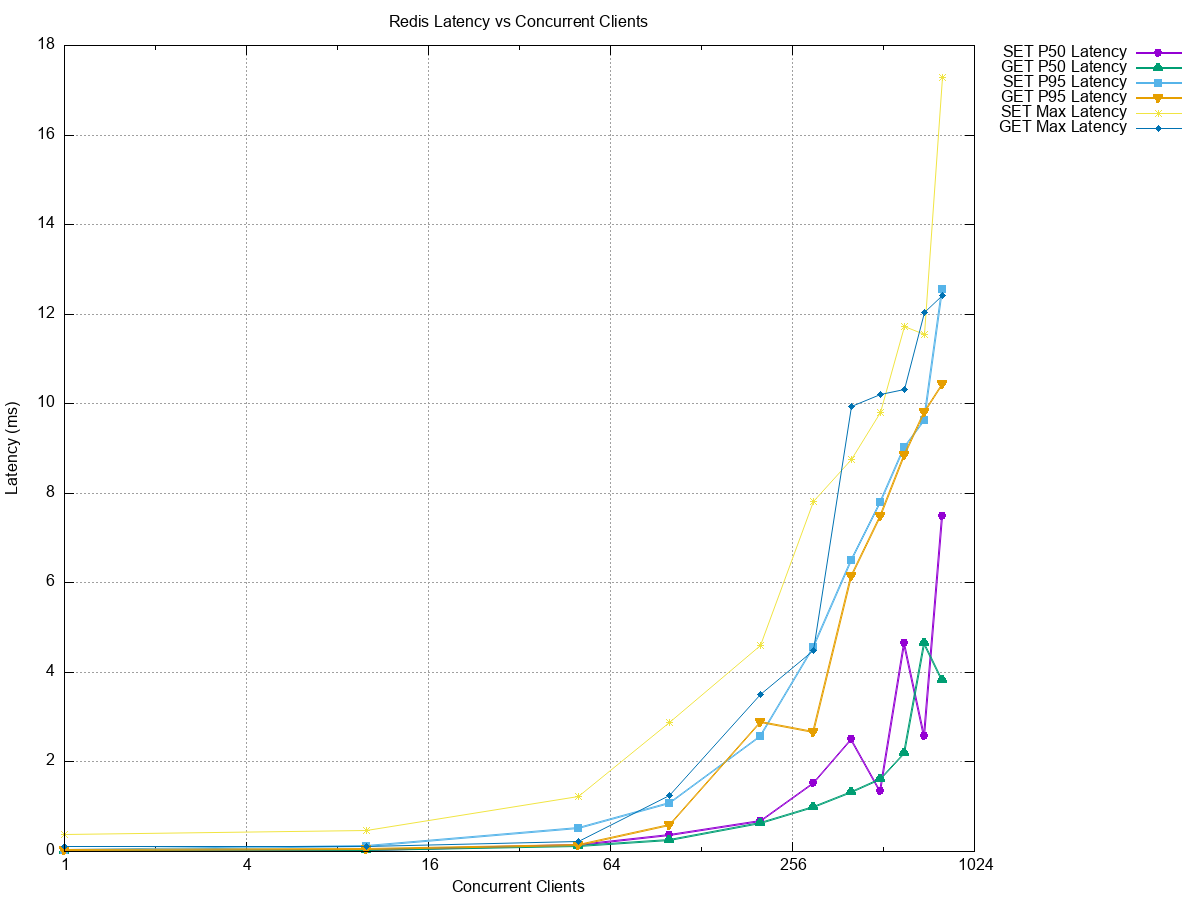 Redis Latency vs Concurrent Clients
SET P50 Latency
GET P50 Latency
SET P95 Latency
GET P95 Latency
SET Max Latency
GET Max Latency
Latency (ms)
18
16
14
12
10
8
6
4
2
0
1 4 16 64 256 1024
Concurrent Clients